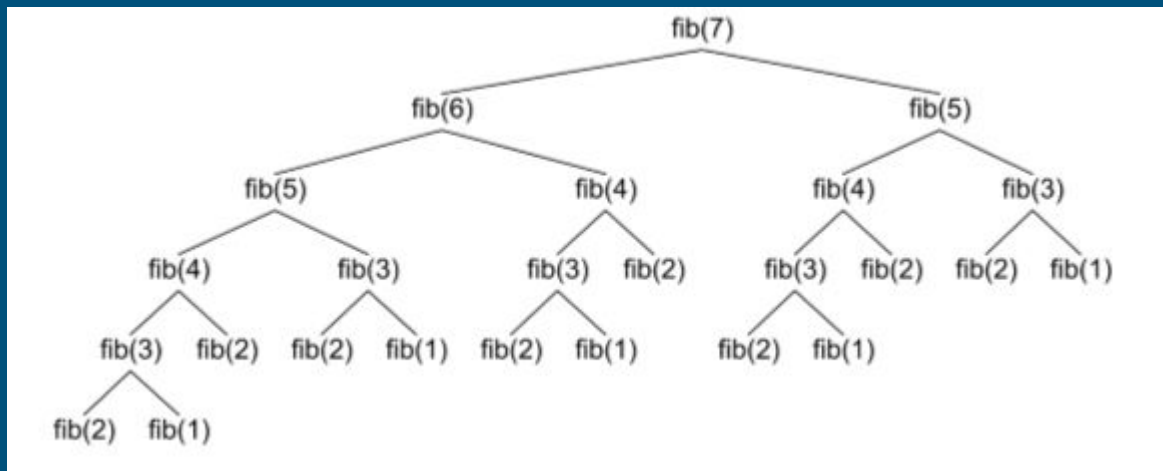 fib(7)
fib(6) fib(5)
fib(5) fib(4) fib(4) fib(3)
fib(4) fib(3) fib(3) fib(2) fib(3) fib(2) fib(2) fib(1)
fib(3) fib(2) fib(2) fib(1) fib(2) fib(1) fib(2) fib(1)
fib(2) fib(1)